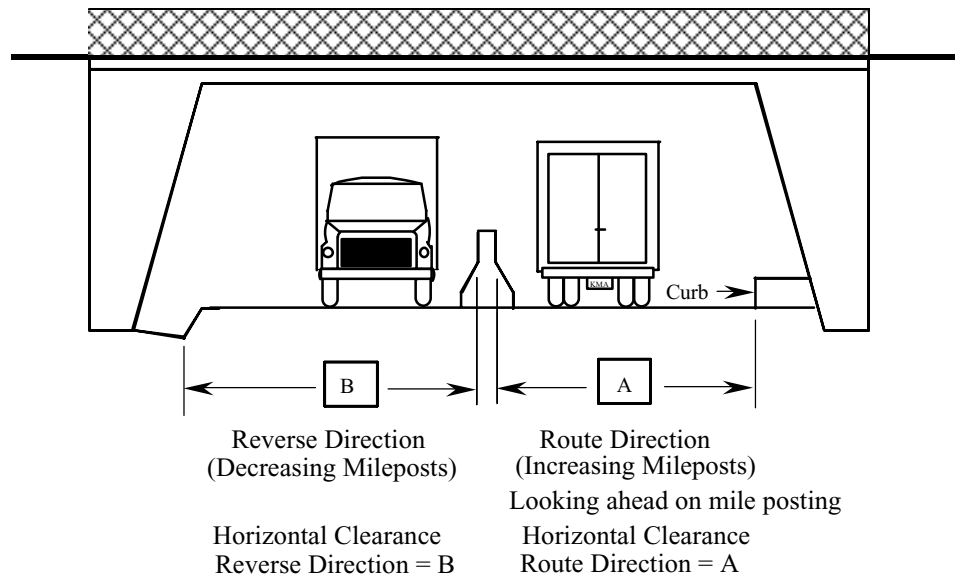 KMA
Curb
B
A
Reverse Direction
(Decreasing Mileposts)
Route Direction
(Increasing Mileposts)
Looking ahead on mile posting
Horizontal Clearance
Reverse Direction = B
Horizontal Clearance
Route Direction = A